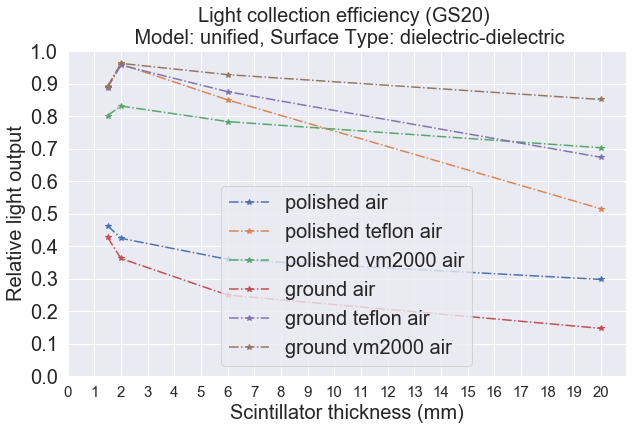 Light collection efficiency (GS20)
Model: unified, Surface Type: dielectric-dielectric
1.0
0.9
0.8
0.7
0.6
0.5
0.4
0.3
0.2
0.1
0.0
Relative light output
polished air
polished teflon air
polished vm2000 air
ground air
ground teflon air
ground vm2000 air
0 1 2 3 4 5 6 7 8 9 10 11 12 13 14 15 16 17 18 19 20
Scintillator thickness (mm)